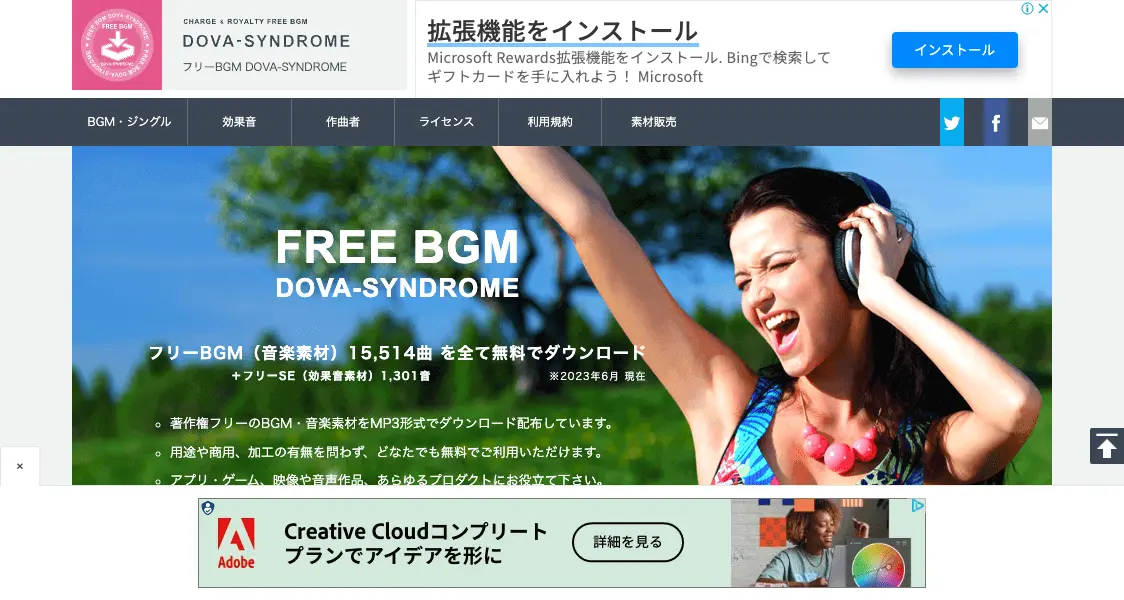 FREE BGM
CHARGE & ROYALTY FREE BGM
DOVA-SYNDROME
フリーBGM DOVA-SYNDROME
拡張機能をインストール
Microsoft Rewards拡張機能をインストール. Bingで検索して
ギフトカードを手に入れよう！ Microsoft
インストール
BGM・ジングル
効果音
作曲者
ライセンス
利用規約
素材販売
FREE BGM
DOVA-SYNDROME
フリーBGM（音楽素材）15,514曲 を全て無料でダウンロード
＋フリーSE（効果音素材）1,301音
※2023年6月 現在
著作権フリーのBGM・音楽素材をMP3形式でダウンロード配布しています。
用途や商用、加工の有無を問わず、どなたでも無料でご利用いただけます。
アプリ・ゲーム、映像や音声作品、あらゆるプロダクトにお役立て下さい。
×
Adobe
Creative Cloudコンプリート
プランでアイデアを形に
詳細を見る